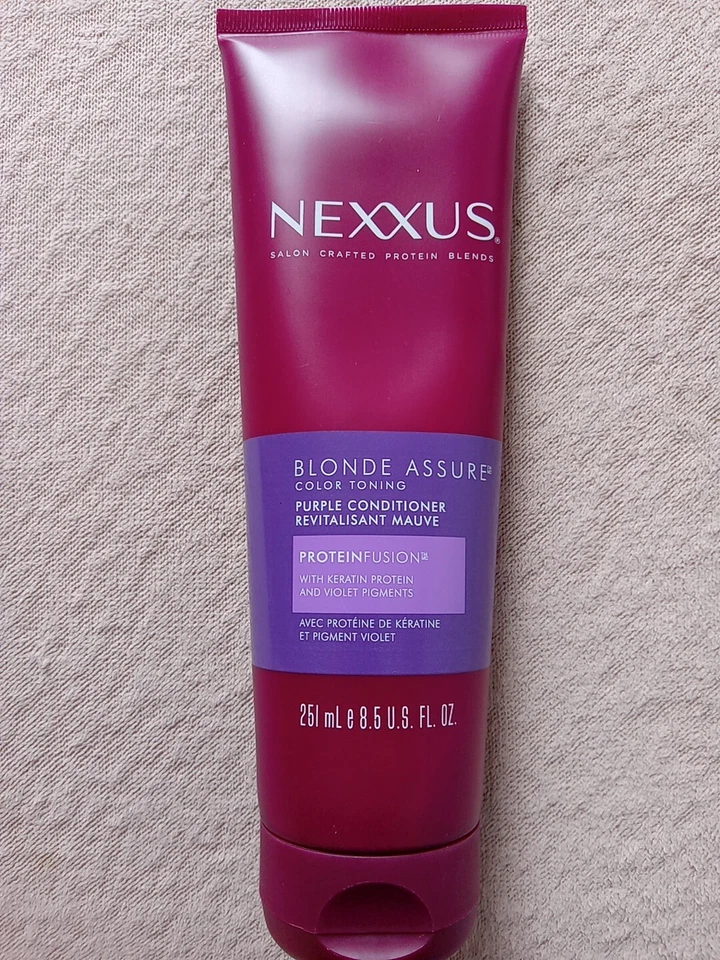 NEXXUS®
SALON CRAFTED PROTEIN BLENDS
BLONDE ASSURE
COLOR TONING
PURPLE CONDITIONER
REVITALISANT MAUVE
PROTEINFUSION
WITH KERATIN PROTEIN
AND VIOLET PIGMENTS
AVEC PROTÉINE DE KÉRATINE
ET PIGMENT VIOLET
251 mL e 8.5 U.S. FL. OZ.